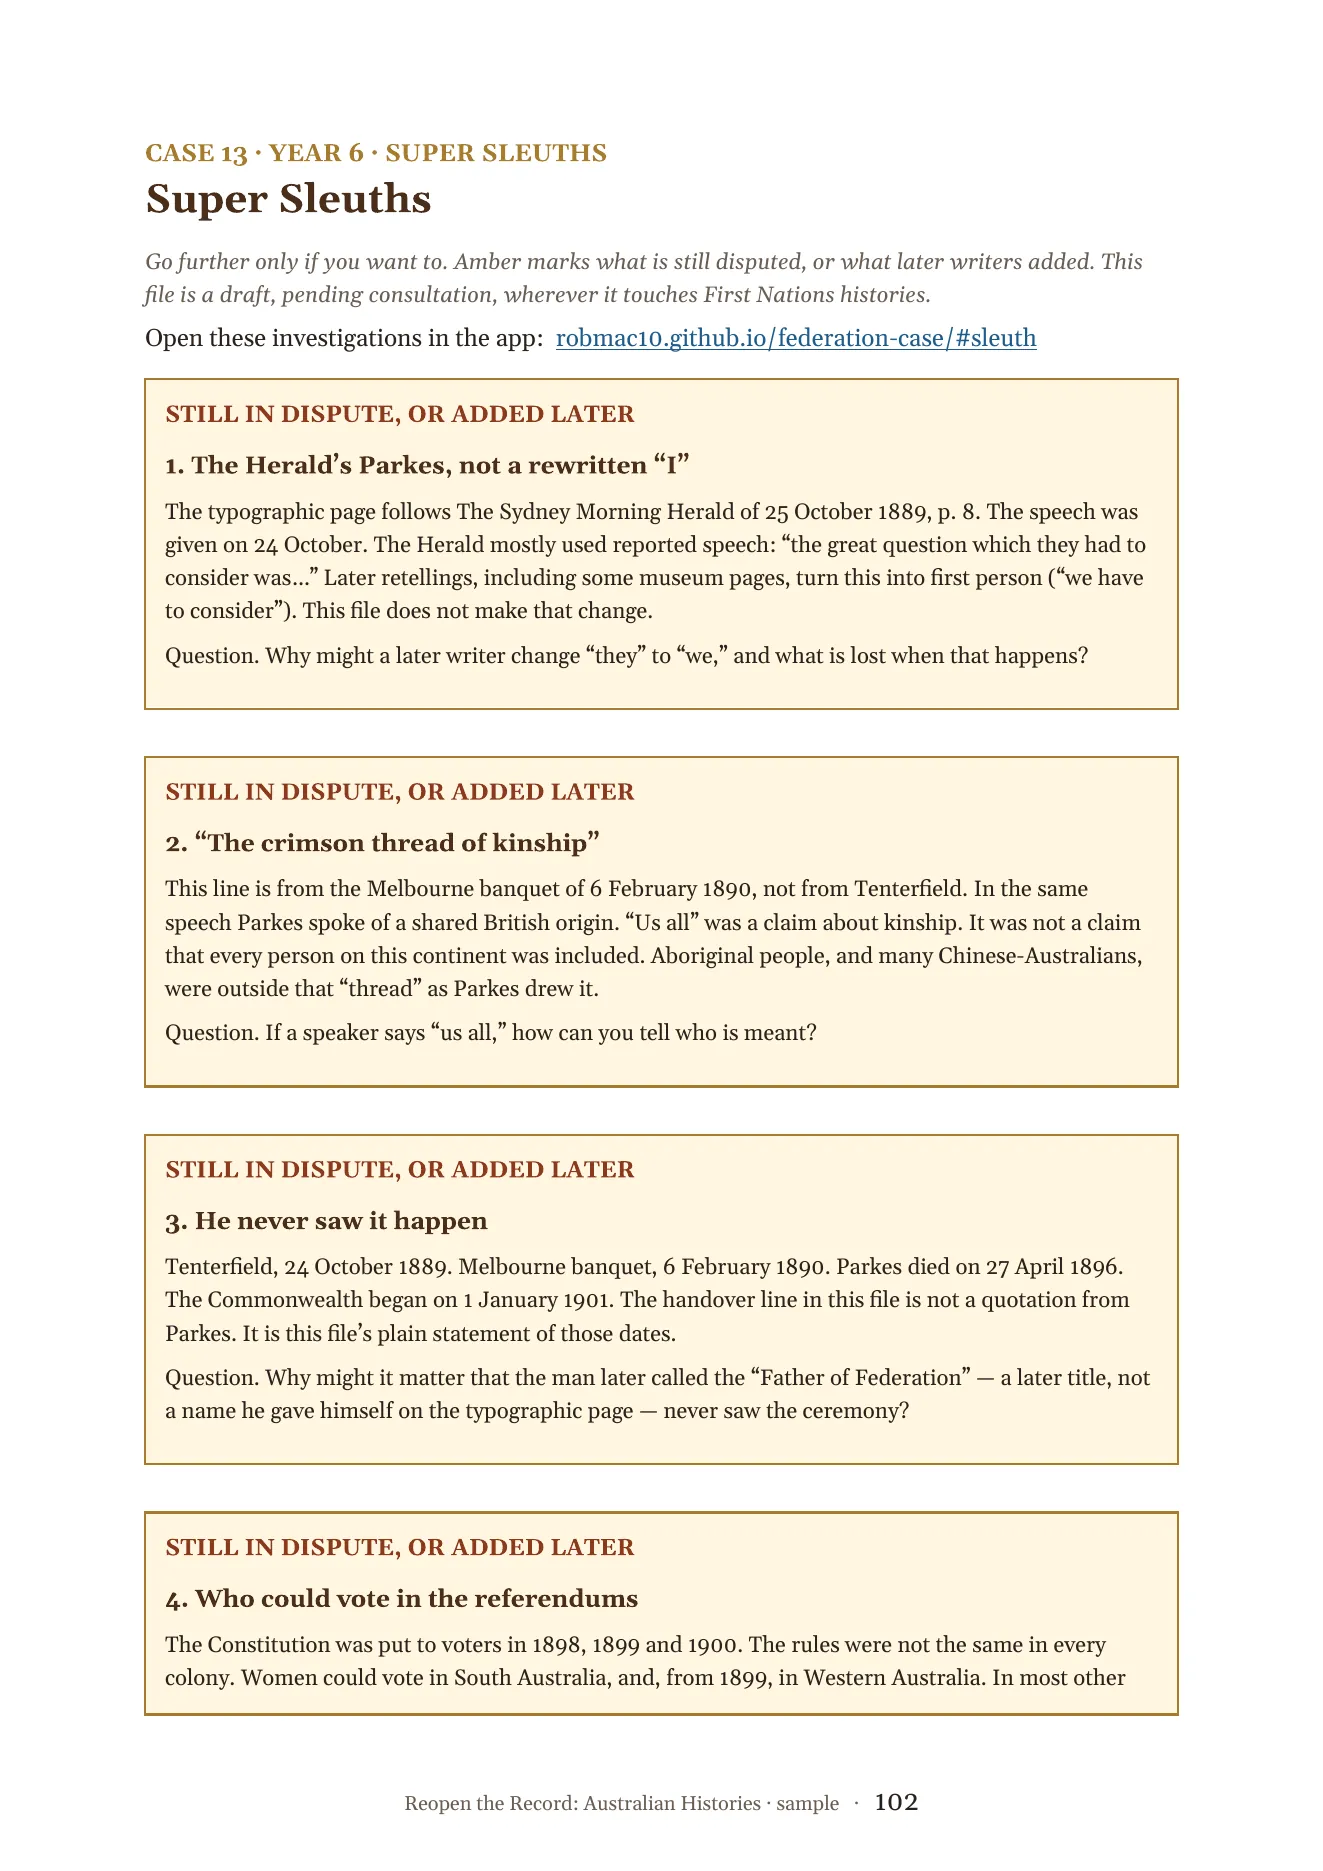 CASE 13 · YEAR 6 · SUPER SLEUTHS
Super Sleuths
Go further only if you want to. Amber marks what is still disputed, or what later writers added. This
file is a draft, pending consultation, wherever it touches First Nations histories.
Open these investigations in the app: robmac10.github.io/federation-case/#sleuth
STILL IN DISPUTE, OR ADDED LATER
1. The Herald’s Parkes, not a rewritten “I”
The typographic page follows The Sydney Morning Herald of 25 October 1889, p. 8. The speech was
given on 24 October. The Herald mostly used reported speech: “the great question which they had to
consider was...” Later retellings, including some museum pages, turn this into first person (“we have
to consider”). This file does not make that change.
Question. Why might a later writer change “they” to “we,” and what is lost when that happens?
STILL IN DISPUTE, OR ADDED LATER
2. “The crimson thread of kinship”
This line is from the Melbourne banquet of 6 February 1890, not from Tenterfield. In the same
speech Parkes spoke of a shared British origin. “Us all” was a claim about kinship. It was not a claim
that every person on this continent was included. Aboriginal people, and many Chinese-Australians,
were outside that “thread” as Parkes drew it.
Question. If a speaker says “us all,” how can you tell who is meant?
STILL IN DISPUTE, OR ADDED LATER
3. He never saw it happen
Tenterfield, 24 October 1889. Melbourne banquet, 6 February 1890. Parkes died on 27 April 1896.
The Commonwealth began on 1 January 1901. The handover line in this file is not a quotation from
Parkes. It is this file’s plain statement of those dates.
Question. Why might it matter that the man later called the “Father of Federation” — a later title, not
a name he gave himself on the typographic page — never saw the ceremony?
STILL IN DISPUTE, OR ADDED LATER
4. Who could vote in the referendums
The Constitution was put to voters in 1898, 1899 and 1900. The rules were not the same in every
colony. Women could vote in South Australia, and, from 1899, in Western Australia. In most other
Reopen the Record: Australian Histories · sample · 102